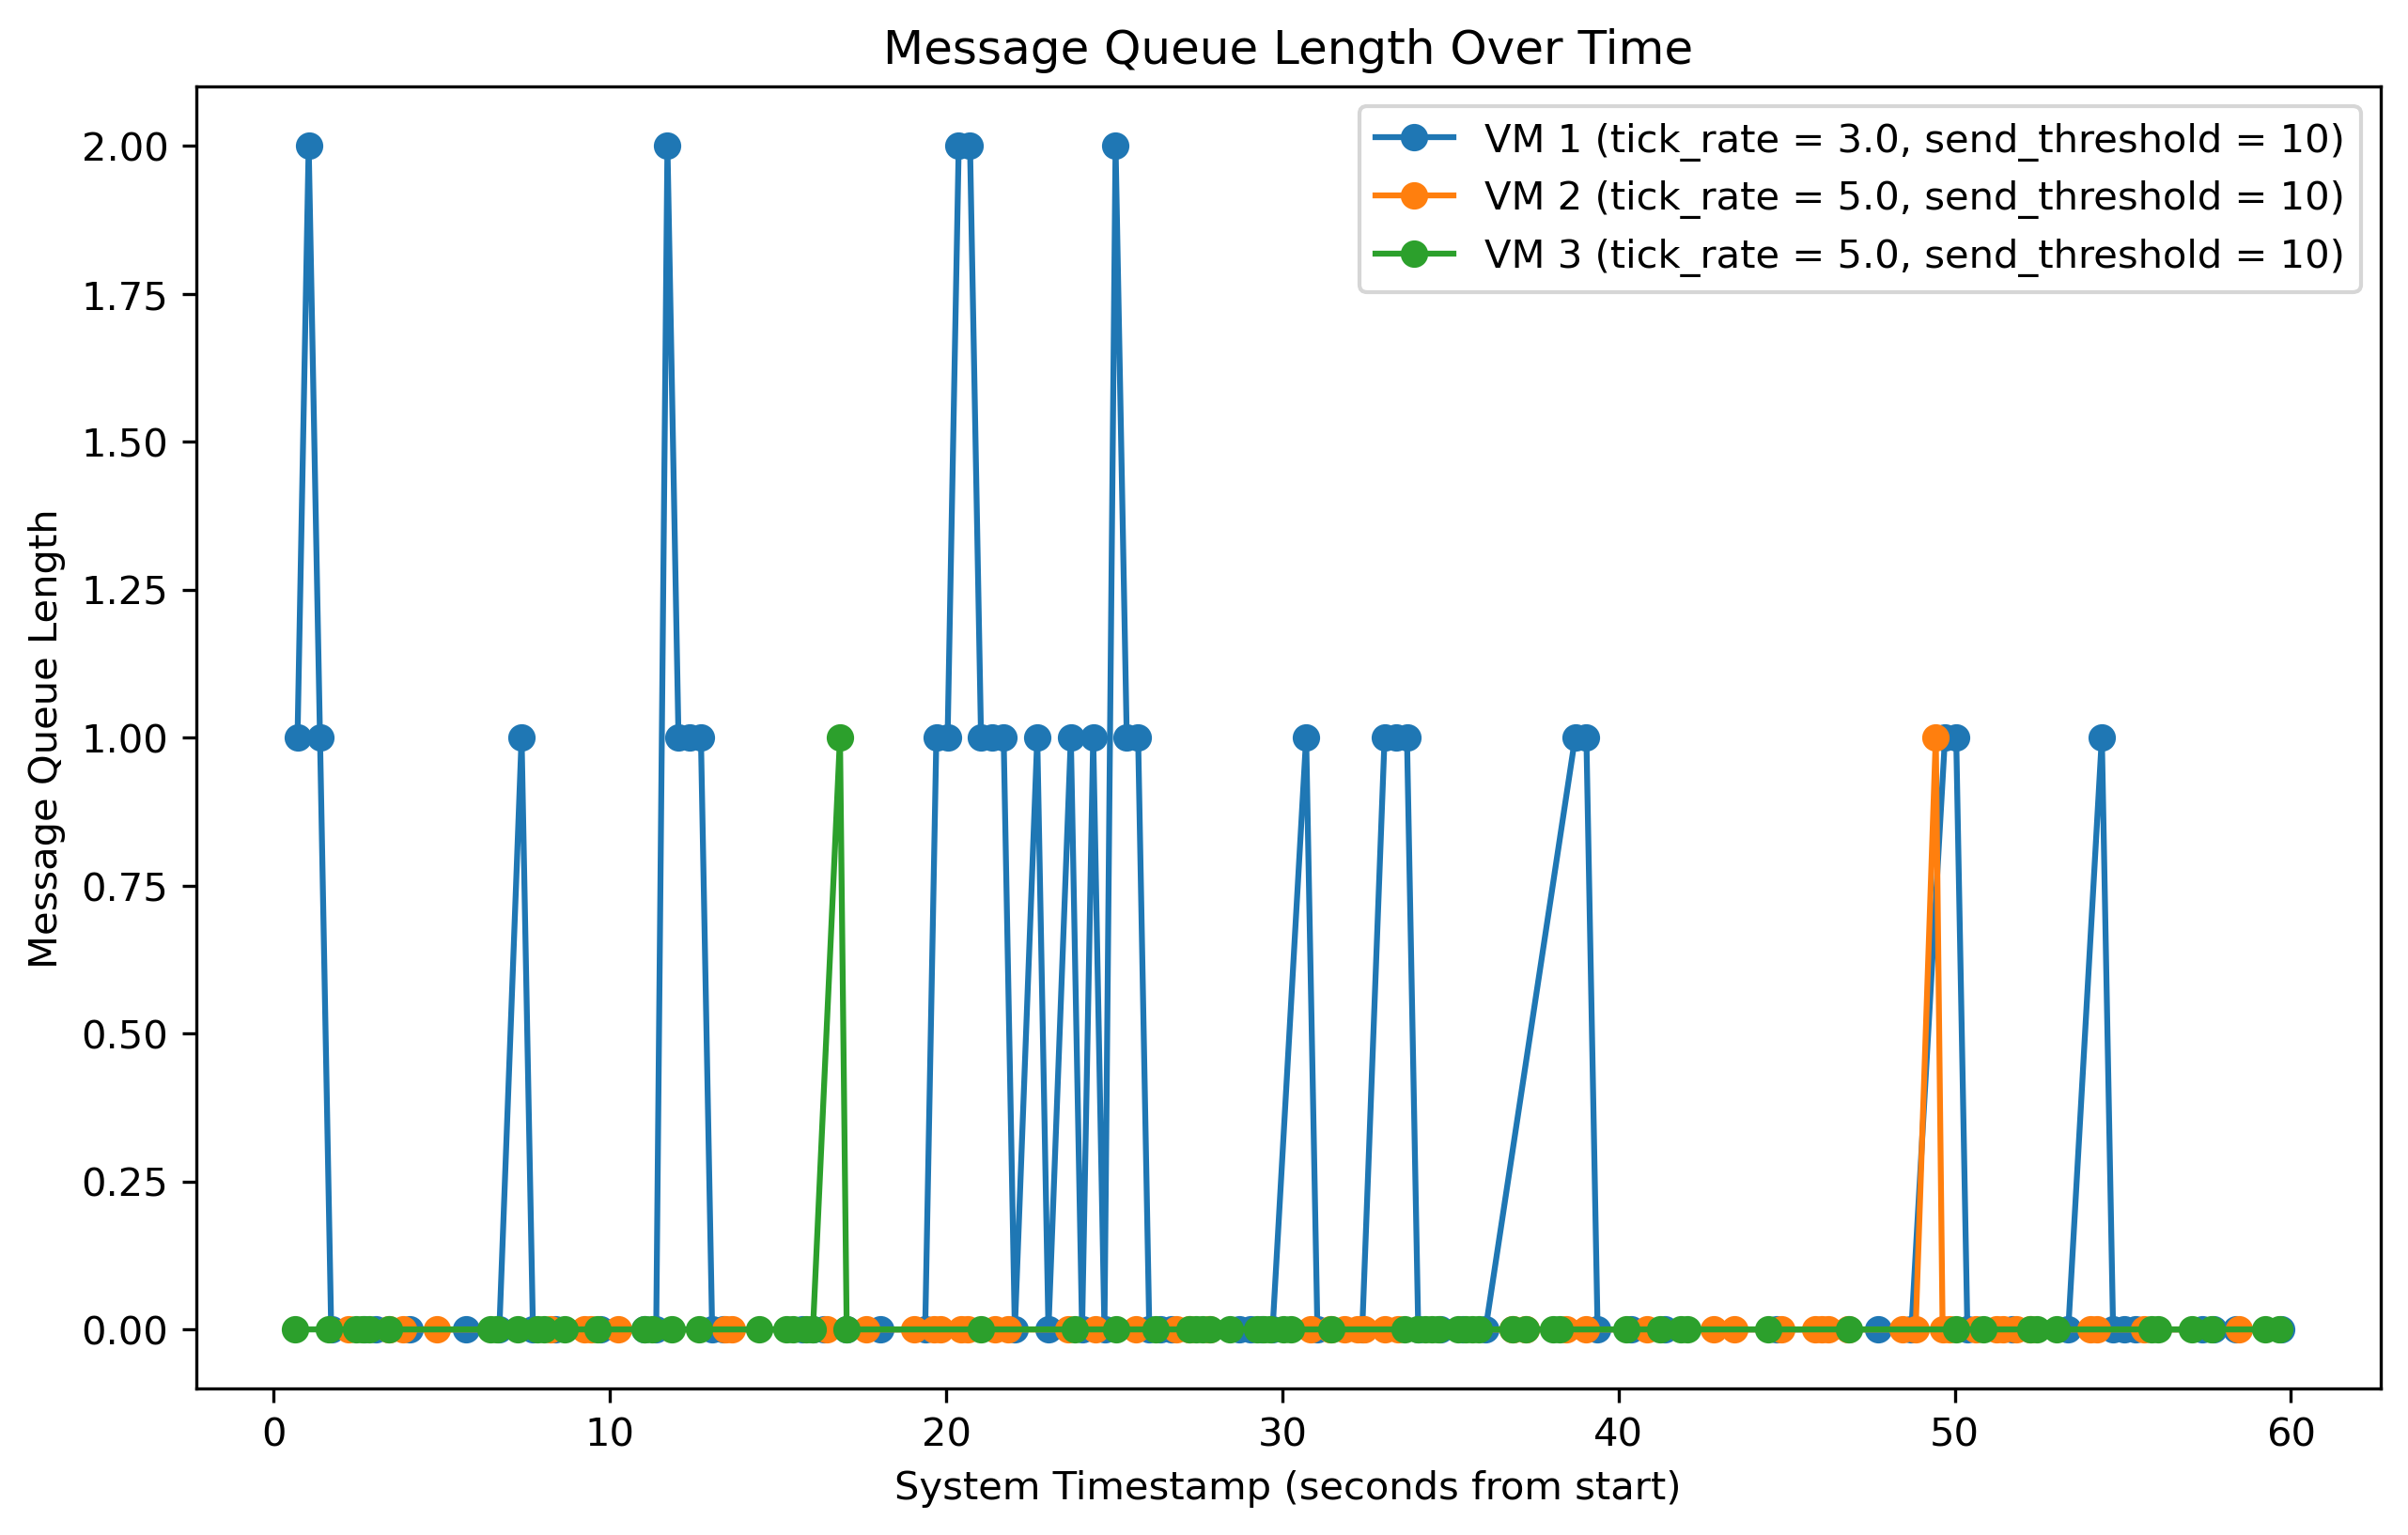 Message Queue Length Over Time
VM 1 (tick_rate = 3.0, send_threshold = 10)
VM 2 (tick_rate = 5.0, send_threshold = 10)
VM 3 (tick_rate = 5.0, send_threshold = 10)
Message Queue Length
2.00
1.75
1.50
1.25
1.00
0.75
0.50
0.25
0.00
0 10 20 30 40 50 60
System Timestamp (seconds from start)